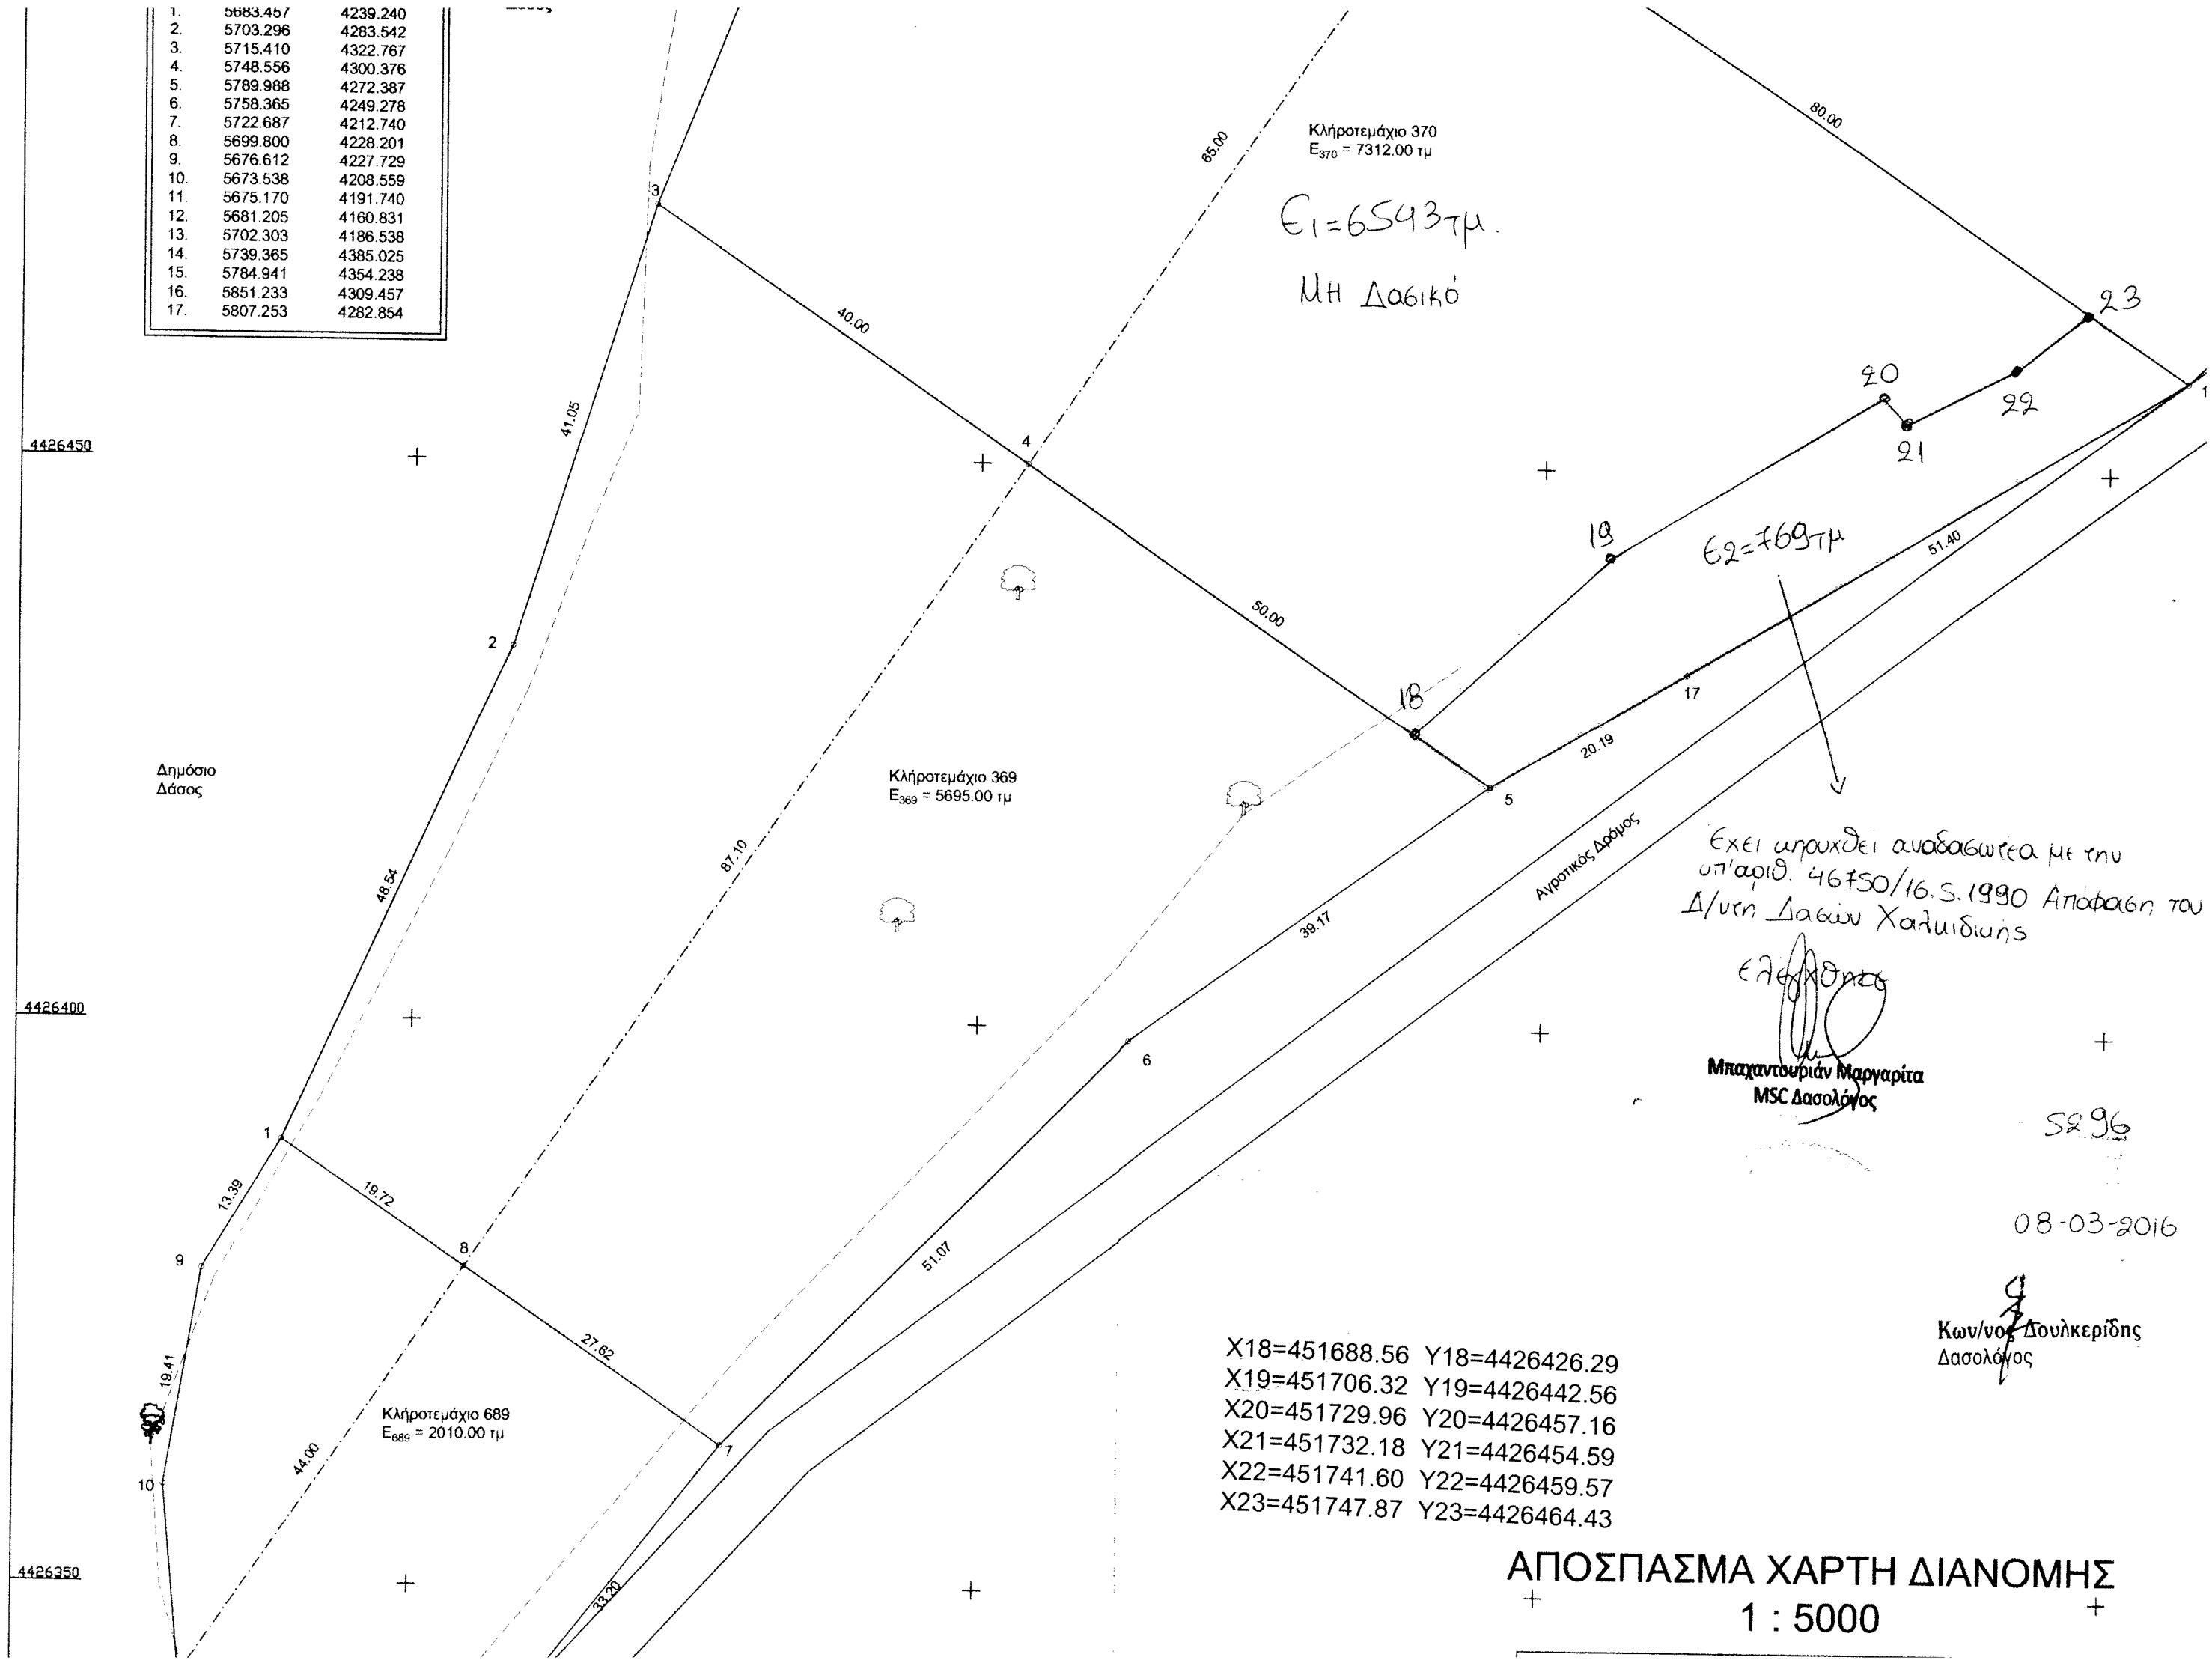 1. 5683.457 4239.240
2. 5703.296 4283.542
3. 5715.410 4322.767
4. 5748.556 4300.376
5. 5789.988 4272.387
6. 5758.365 4249.278
7. 5722.687 4212.740
8. 5699.800 4228.201
9. 5676.612 4227.729
10. 5673.538 4208.559
11. 5675.170 4191.740
12. 5681.205 4160.831
13. 5702.303 4186.538
14. 5739.365 4385.025
15. 5784.941 4354.238
16. 5851.233 4309.457
17. 5807.253 4282.854
80.00
65.00
Κλήροτεμάχιο 370
E370 = 7312.00 τμ
Ε1=6543τμ.
ΜΗ Δασικό
3
40.00
41.05
4
23
20
22
21
1
4426450
19
Ε2=769τμ
51.40
50.00
2
18
17
20.19
5
Δημόσιο
Δάσος
Κλήροτεμάχιο 369
E369 = 5695.00 τμ
87.10
48.54
Αγροτικός Δρόμος
39.17
Έχει κηρυχθεί αναδασωτέα με την
υπ'αριθ. 46750/16.5.1990 Απόφαση του
Δ/ντη Δασών Χαλκιδικής
ελέγχθηκε
Μπαχαντουριάν Μαργαρίτα
MSC Δασολόγος
4426400
6
5296
1
13.39
19.72
08-03-2016
9
8
51.07
27.62
Κων/νος Δουλκερίδης
Δασολόγος
19.41
Κλήροτεμάχιο 689
E689 = 2010.00 τμ
44.00
7
10
X18=451688.56 Y18=4426426.29
X19=451706.32 Y19=4426442.56
X20=451729.96 Y20=4426457.16
X21=451732.18 Y21=4426454.59
X22=451741.60 Y22=4426459.57
X23=451747.87 Y23=4426464.43
4426350
33.20
ΑΠΟΣΠΑΣΜΑ ΧΑΡΤΗ ΔΙΑΝΟΜΗΣ
1 : 5000